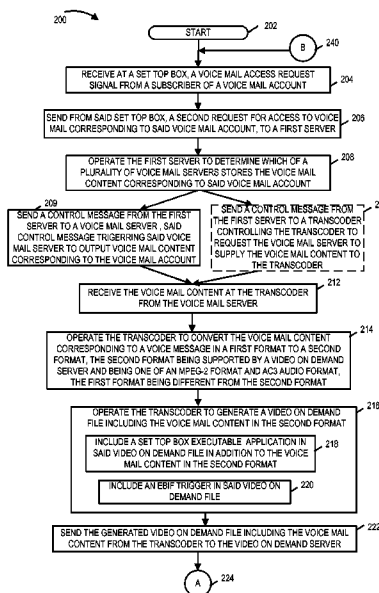 200
START
202
B
240
RECEIVE AT A SET TOP BOX, A VOICE MAIL ACCESS REQUEST
SIGNAL FROM A SUBSCRIBER OF A VOICE MAIL ACCOUNT
204
SEND FROM SAID SET TOP BOX, A SECOND REQUEST FOR ACCESS TO VOICE
MAIL CORRESPONDING TO SAID VOICE MAIL ACCOUNT, TO A FIRST SERVER
206
OPERATE THE FIRST SERVER TO DETERMINE WHICH OF A
PLURALITY OF VOICE MAIL SERVERS STORES THE VOICE
MAIL CONTENT CORRESPONDING TO SAID VOICE MAIL ACCOUNT
208
209
SEND A CONTROL MESSAGE FROM THE FIRST
SERVER TO A VOICE MAIL SERVER , SAID
CONTROL MESSAGE TRIGERRING SAID VOICE
MAIL SERVER TO OUTPUT VOICE MAIL CONTENT
CORRESPONDING TO THE VOICE MAIL ACCOUNT
SEND A CONTROL MESSAGE FROM
THE FIRST SERVER TO A TRANSCODER
CONTROLLING THE TRANSCODER TO
REQUEST THE VOICE MAIL SERVER TO
SUPPLY THE VOICE MAIL CONTENT TO
THE TRANSCODER
RECEIVE THE VOICE MAIL CONTENT AT THE TRANSCODER
FROM THE VOICE MAIL SERVER
212
OPERATE THE TRANSCODER TO CONVERT THE VOICE MAIL CONTENT
CORRESPONDING TO A VOICE MESSAGE IN A FIRST FORMAT TO A SECOND
FORMAT, THE SECOND FORMAT BEING SUPPORTED BY A VIDEO ON DEMAND
SERVER AND BEING ONE OF AN MPEG-2 FORMAT AND AC3 AUDIO FORMAT,
THE FIRST FORMAT BEING DIFFERENT FROM THE SECOND FORMAT
214
OPERATE THE TRANSCODER TO GENERATE A VIDEO ON DEMAND
FILE INCLUDING THE VOICE MAIL CONTENT IN THE SECOND FORMAT
216
INCLUDE A SET TOP BOX EXECUTABLE APPLICATION IN
SAID VIDEO ON DEMAND FILE IN ADDITION TO THE VOICE
MAIL CONTENT IN THE SECOND FORMAT
218
INCLUDE AN EBIF TRIGGER IN SAID VIDEO ON
DEMAND FILE
220
SEND THE GENERATED VIDEO ON DEMAND FILE INCLUDING THE VOICE MAIL
CONTENT FROM THE TRANSCODER TO THE VIDEO ON DEMAND SERVER
222
A
224